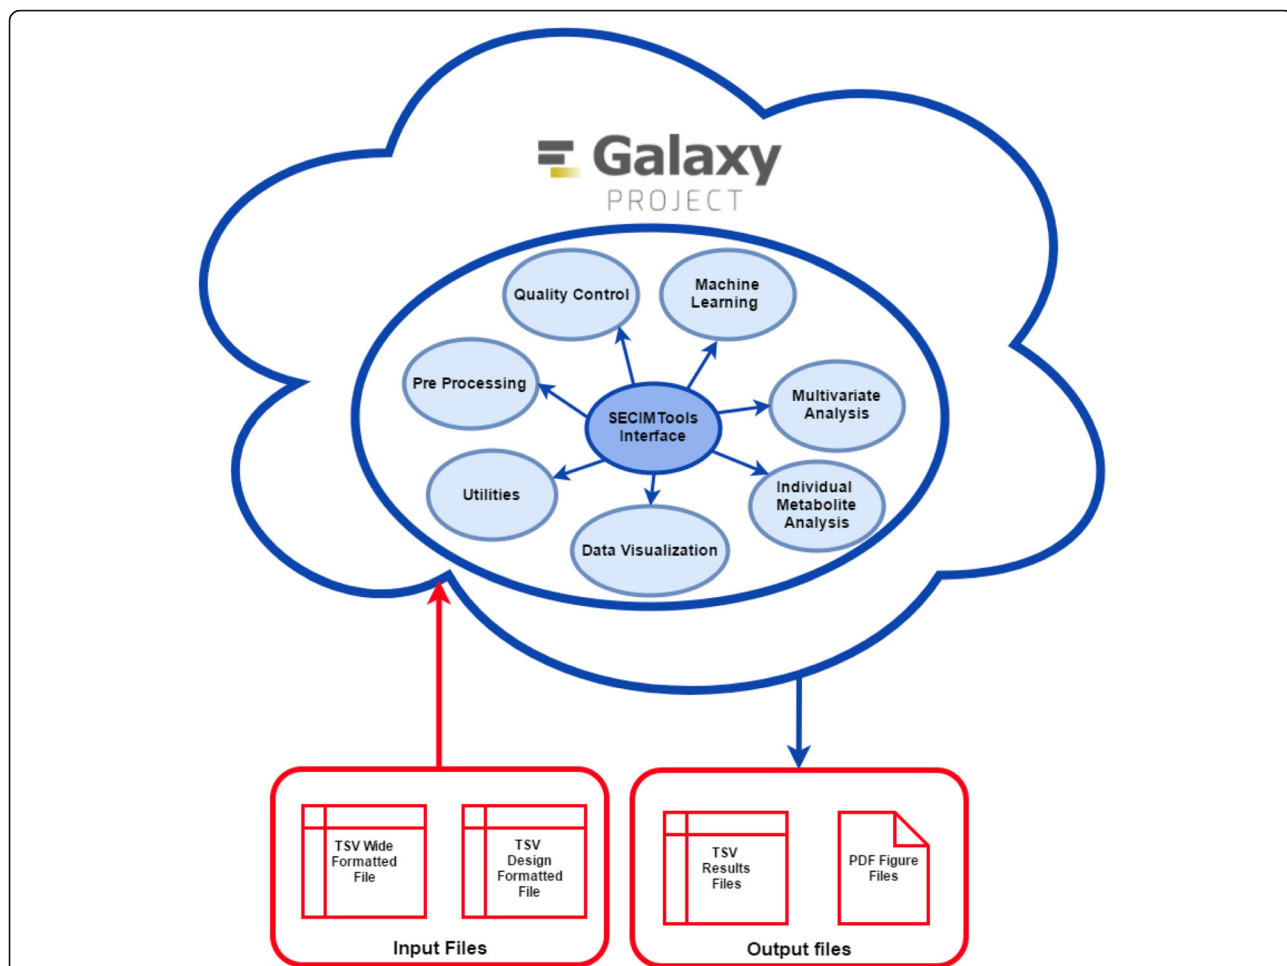 Galaxy
PROJECT
Quality Control
Machine
Learning
Pre Processing
SECIMTools
Interface
Multivariate
Analysis
Utilities
Individual
Metabolite
Analysis
Data Visualization
TSV Wide
Formatted
File
TSV
Design
Formatted
File
Input Files
TSV
Results
Files
PDF Figure
Files
Output files